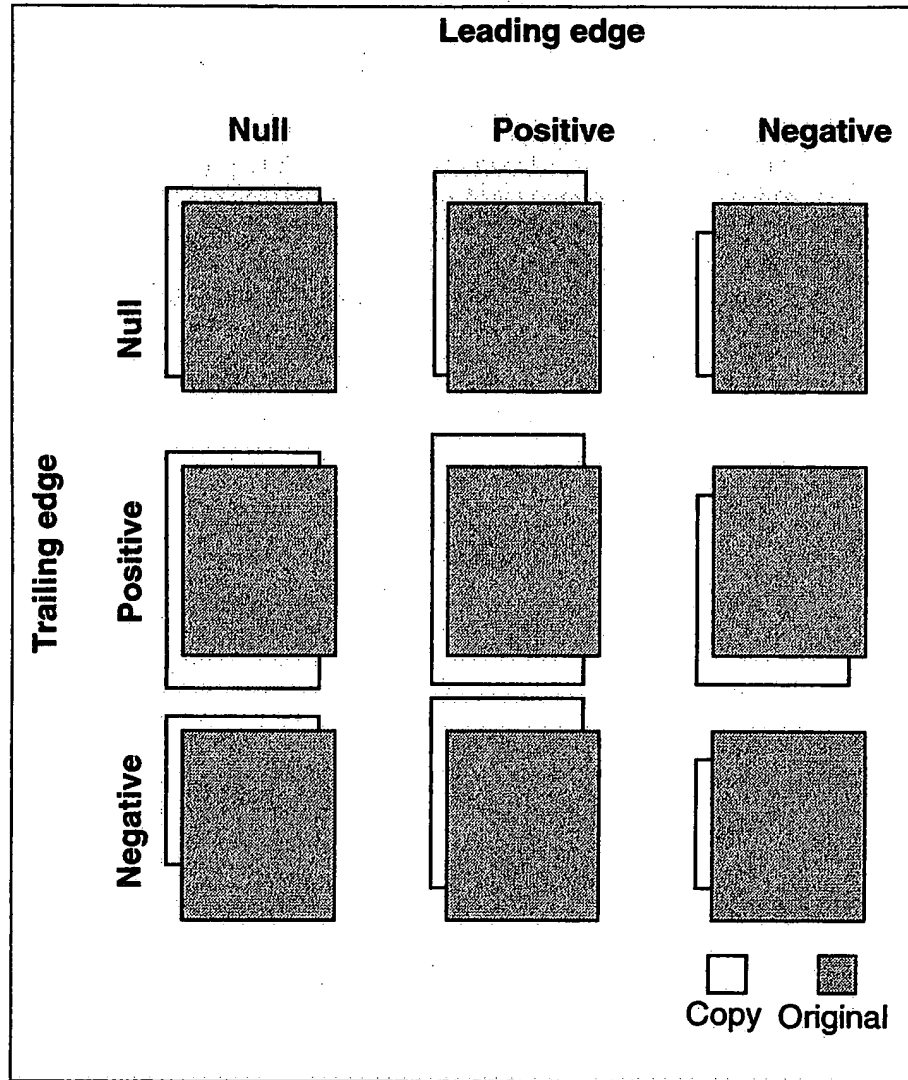 Leading edge
Null Positive Negative
Trailing edge
Null
Positive
Negative
Copy Original